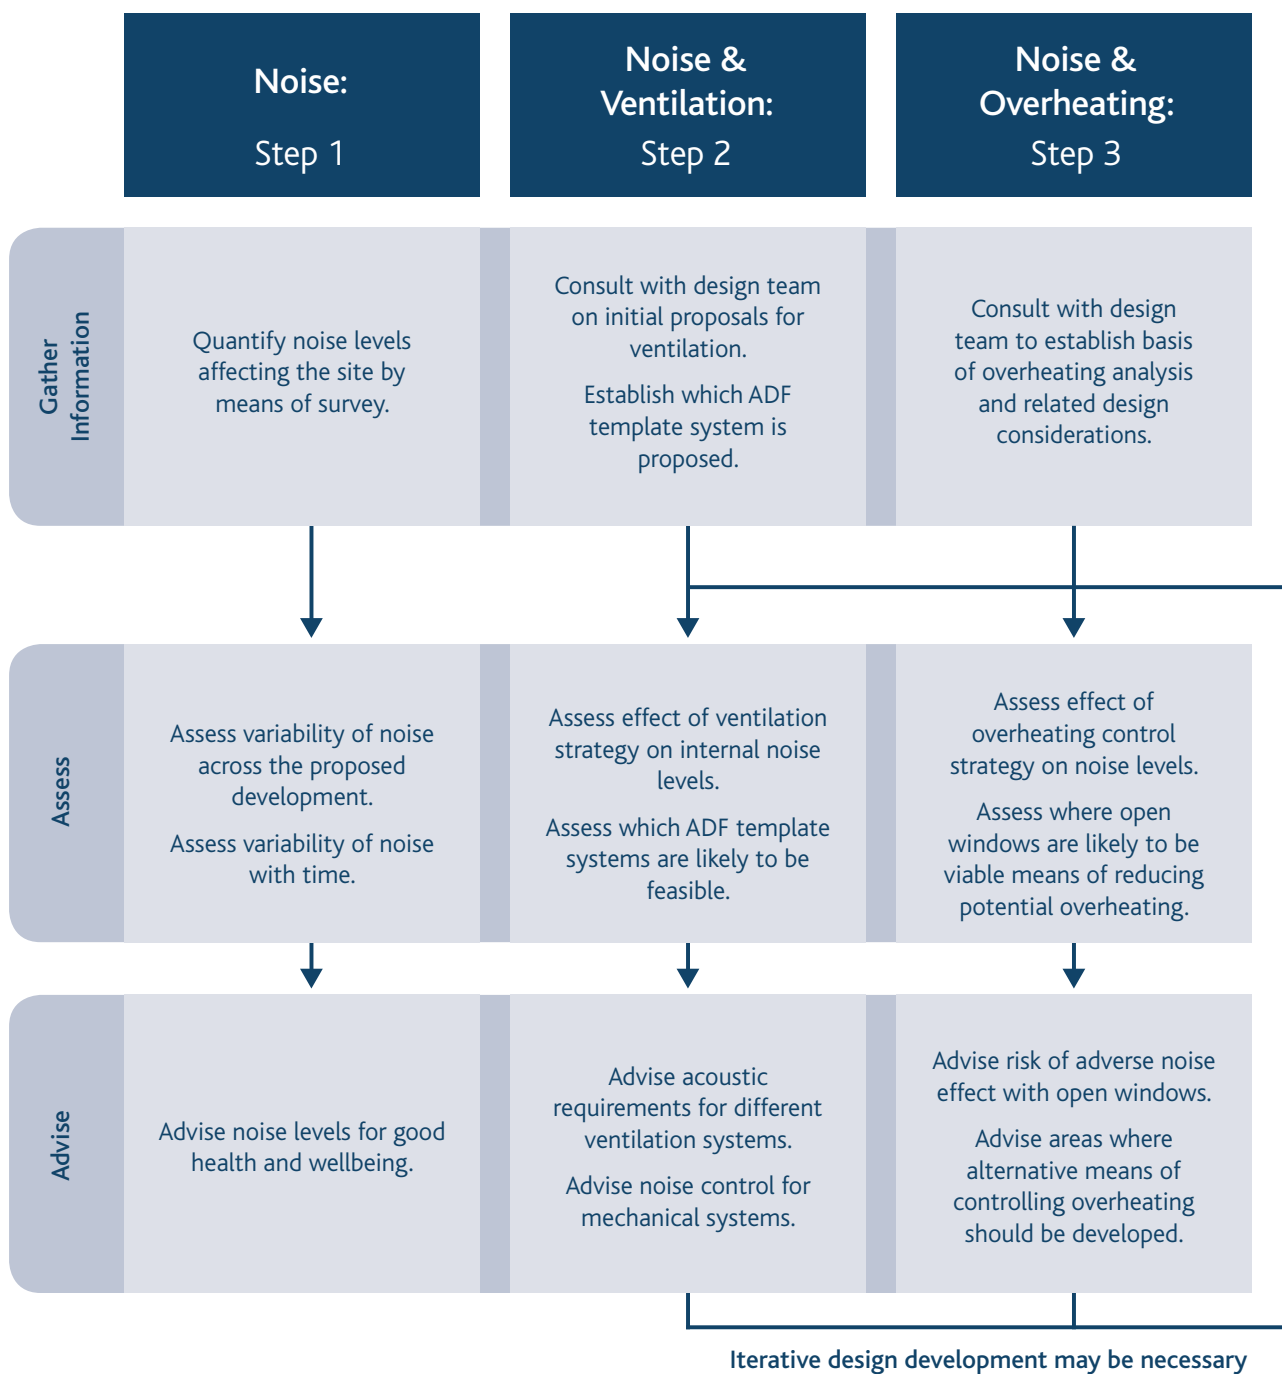 Noise:
Step 1
Noise &
Ventilation:
Step 2
Noise &
Overheating:
Step 3
Gather
Information
Quantify noise levels
affecting the site by
means of survey.
Consult with design team
on initial proposals for
ventilation.
Establish which ADF
template system is
proposed.
Consult with design
team to establish basis
of overheating analysis
and related design
considerations.
Assess
Assess variability of noise
across the proposed
development.
Assess variability of noise
with time.
Assess effect of ventilation
strategy on internal noise
levels.
Assess which ADF template
systems are likely to be
feasible.
Assess effect of
overheating control
strategy on noise levels.
Assess where open
windows are likely to be
viable means of reducing
potential overheating.
Advise
Advise noise levels for good
health and wellbeing.
Advise acoustic
requirements for different
ventilation systems.
Advise noise control for
mechanical systems.
Advise risk of adverse noise
effect with open windows.
Advise areas where
alternative means of
controlling overheating
should be developed.
Iterative design development may be necessary